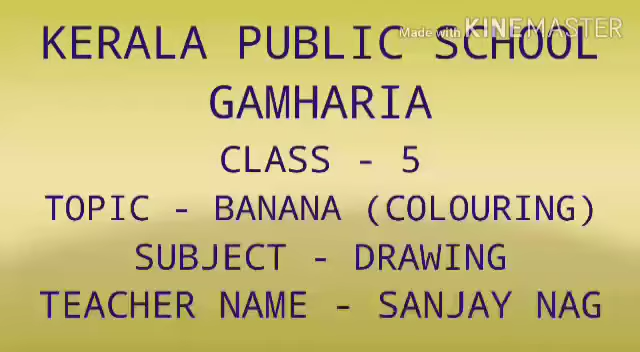 Made with KINEMASTER
KERALA PUBLIC SCHOOL
GAMHARIA
CLASS - 5
TOPIC - BANANA (COLOURING)
SUBJECT - DRAWING
TEACHER NAME - SANJAY NAG